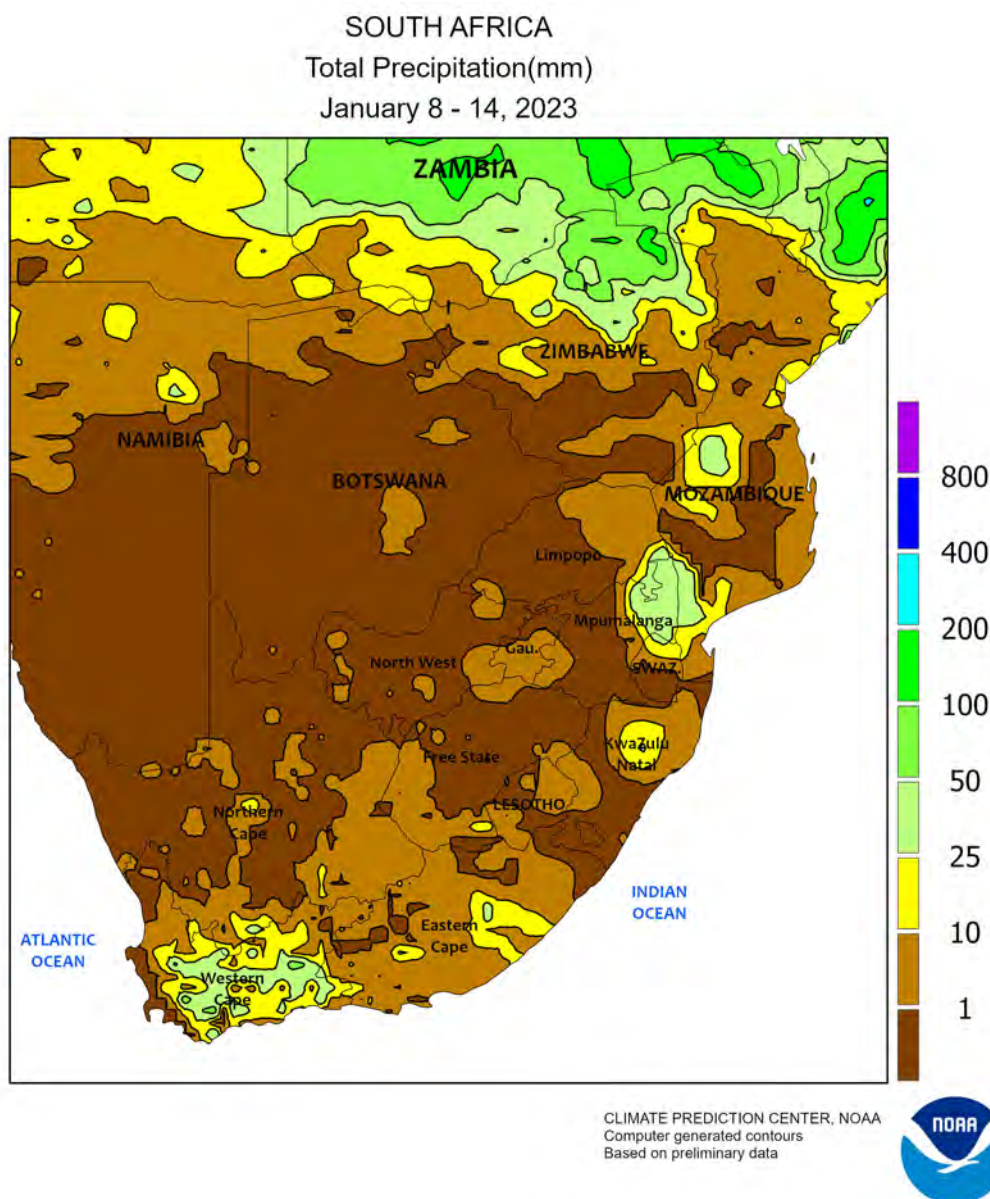 SOUTH AFRICA
Total Precipitation(mm)
January 8 - 14, 2023
ZAMBIA
ZIMBABWE
NAMIBIA
BOTSWANA
MOZAMBIQUE
Limpopo
Mpumalanga
Gau.
North West
SWAZ.
KwaZulu
Natal
Free State
LESOTHO
Northern
Cape
INDIAN
OCEAN
Eastern
Cape
ATLANTIC
OCEAN
Western
Cape
800
400
200
100
50
25
10
1
CLIMATE PREDICTION CENTER, NOAA
Computer generated contours
Based on preliminary data
NOAA